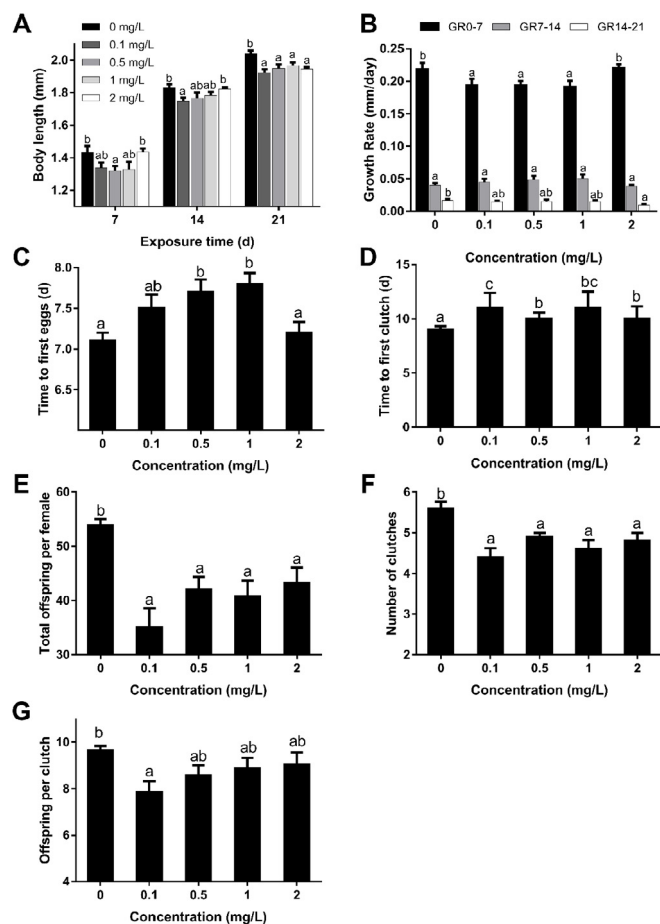 A
0 mg/L
0.1 mg/L
0.5 mg/L
1 mg/L
2 mg/L
Body length (mm)
2.0
1.8
1.6
1.4
1.2
b ab a ab b
b a ab ab b
b a a a a
7 14 21
Exposure time (d)
B
GR0-7 GR7-14 GR14-21
Growth Rate (mm/day)
0.25
0.20
0.15
0.10
0.05
0.00
b a a a b
a a a a a
b ab ab ab a
0 0.1 0.5 1 2
Concentration (mg/L)
C
Time to first eggs (d)
8.0
7.5
7.0
6.5
a ab b b a
0 0.1 0.5 1 2
Concentration (mg/L)
D
Time to first clutch (d)
15
10
5
0
a c b bc b
0 0.1 0.5 1 2
Concentration (mg/L)
E
Total offspring per female
60
50
40
30
b a a a a
0 0.1 0.5 1 2
Concentration (mg/L)
F
Number of clutches
6
5
4
3
2
b a a a a
0 0.1 0.5 1 2
Concentration (mg/L)
G
Offspring per clutch
10
8
6
4
b a ab ab ab
0 0.1 0.5 1 2
Concentration (mg/L)